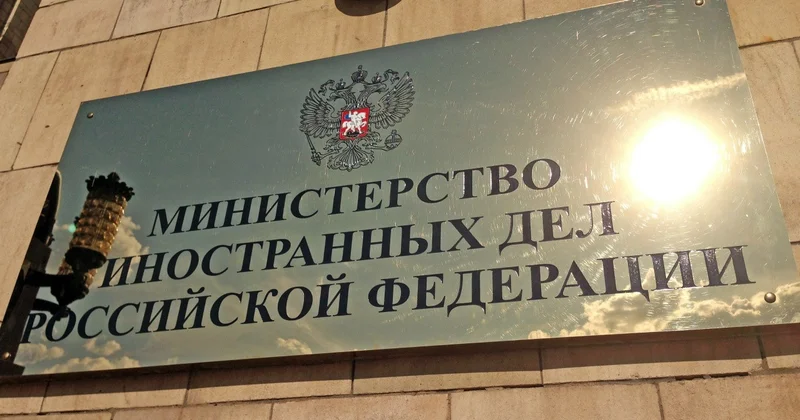 МИНИСТЕРСТВО
ИНОСТРАННЫХ ДЕЛ
РОССИЙСКОЙ ФЕДЕРАЦИИ